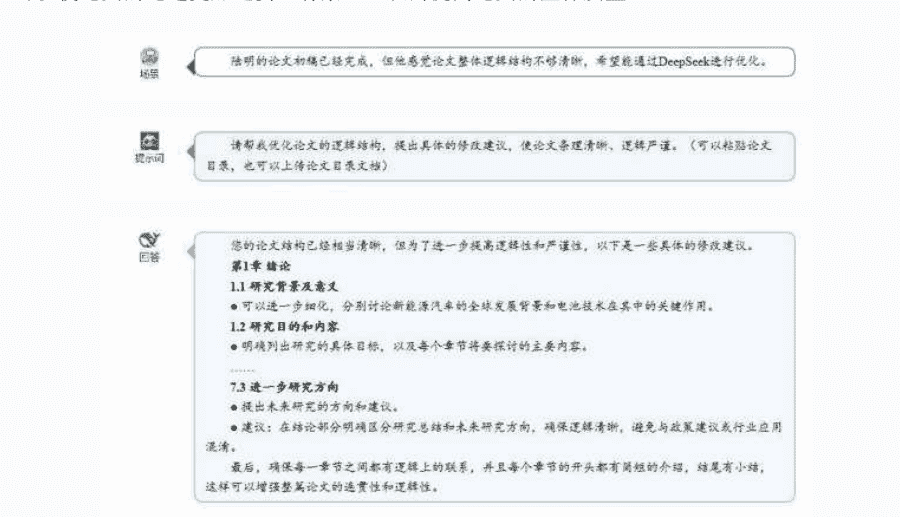 场景
陆明的论文初稿已经完成，但他感觉论文整体逻辑结构不够清晰，希望能通过DeepSeek进行优化。
提示词
请帮我优化论文的逻辑结构，提出具体的修改建议，使论文条理清晰、逻辑严谨。（可以粘贴论文
目录，也可以上传论文目录文档）
回答
您的论文结构已经相当清晰，但为了进一步提高逻辑性和严谨性，以下是一些具体的修改建议。
第1章 绪论
1.1 研究背景及意义
● 可以进一步细化，分别讨论新能源汽车的全球发展背景和电池技术在其中的关键作用。
1.2 研究目的和内容
● 明确列出研究的具体目标，以及每个章节将要探讨的主要内容。
……
7.3 进一步研究方向
● 提出未来研究的方向和建议。
● 建议：在结论部分明确区分研究总结和未来研究方向，确保逻辑清晰，避免与政策建议或行业应用
混淆。
最后，确保每一章节之间都有逻辑上的联系，并且每个章节的开头都有简短的介绍，结尾有小结，
这样可以增强整篇论文的连贯性和逻辑性。